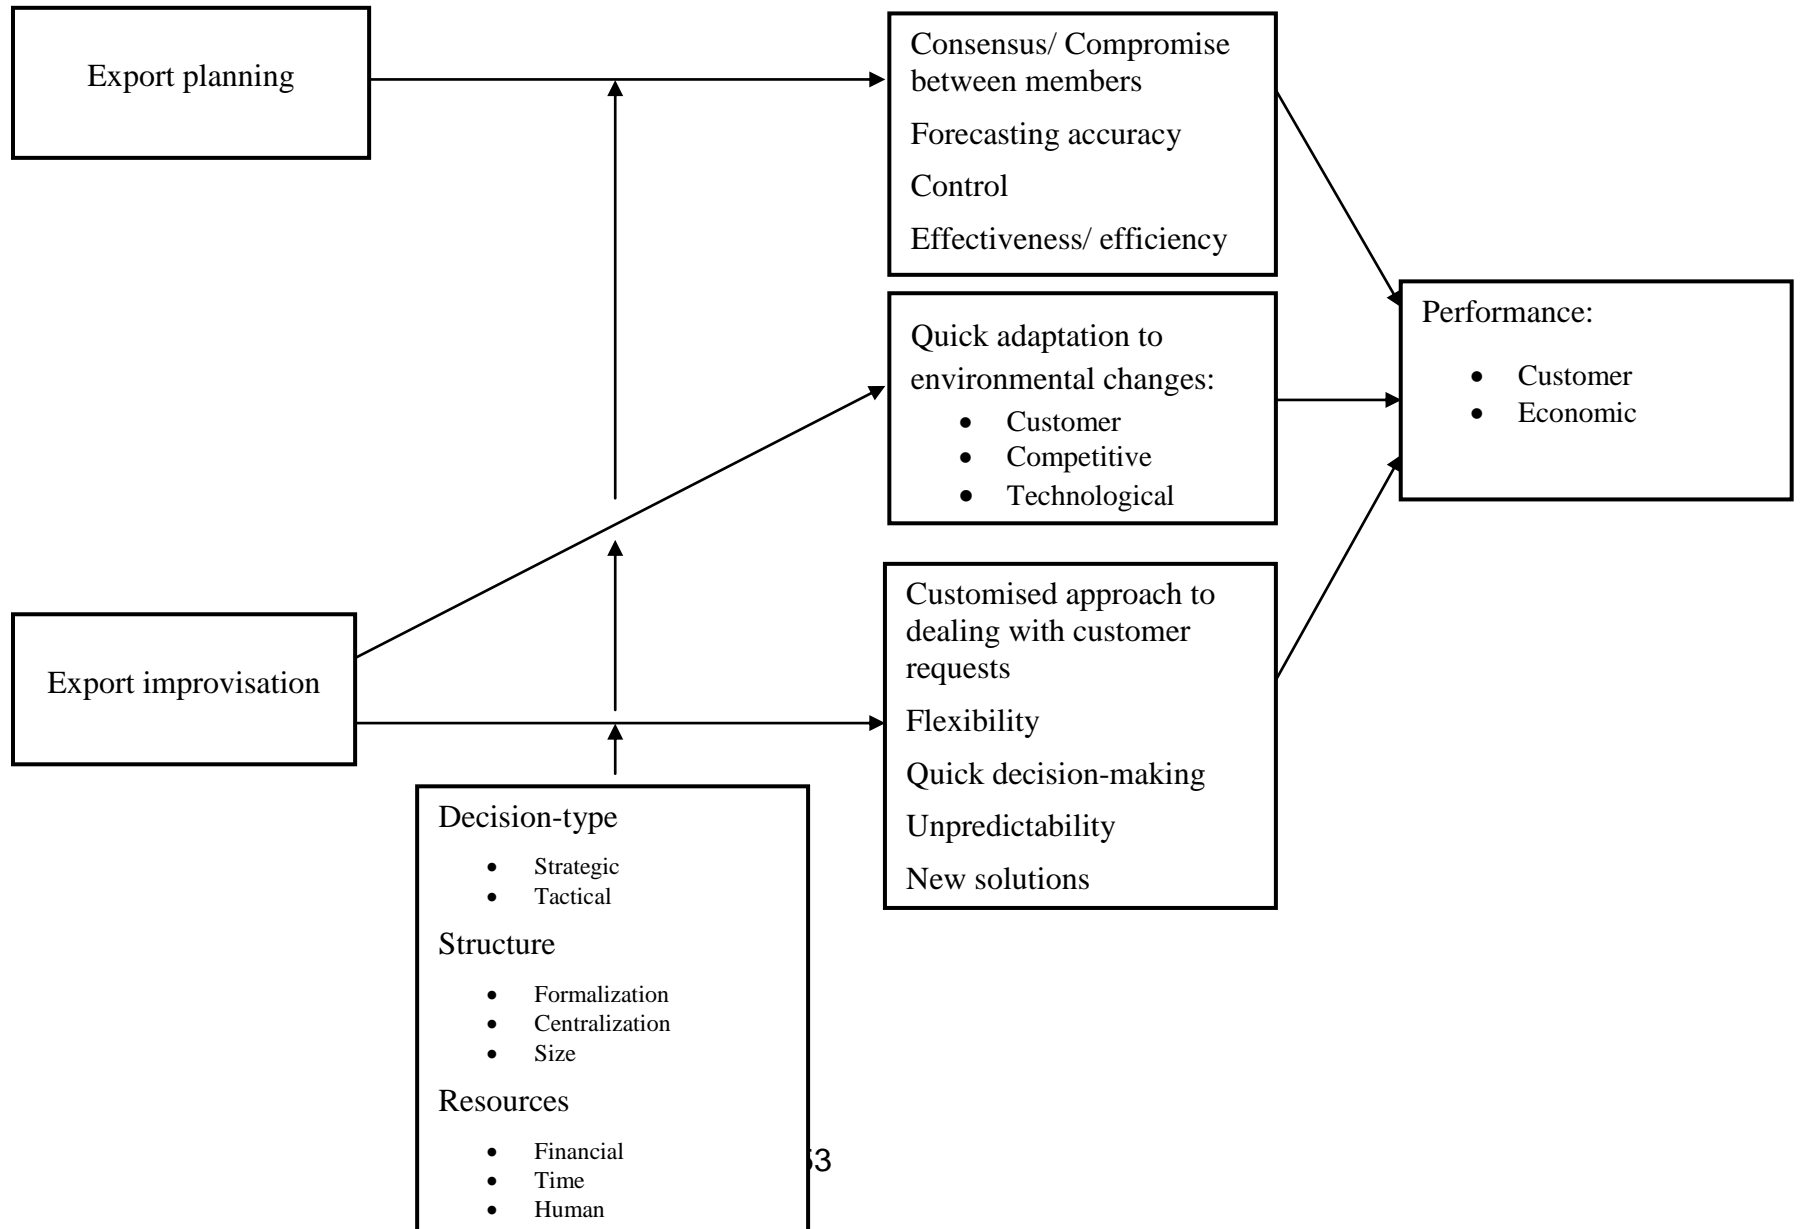 Export planning
Consensus/ Compromise
between members
Forecasting accuracy
Control
Effectiveness/ efficiency
Quick adaptation to
environmental changes:
• Customer
• Competitive
• Technological
Performance:
• Customer
• Economic
Export improvisation
Customised approach to
dealing with customer
requests
Flexibility
Quick decision-making
Unpredictability
New solutions
Decision-type
• Strategic
• Tactical
Structure
• Formalization
• Centralization
• Size
Resources
• Financial
• Time
• Human